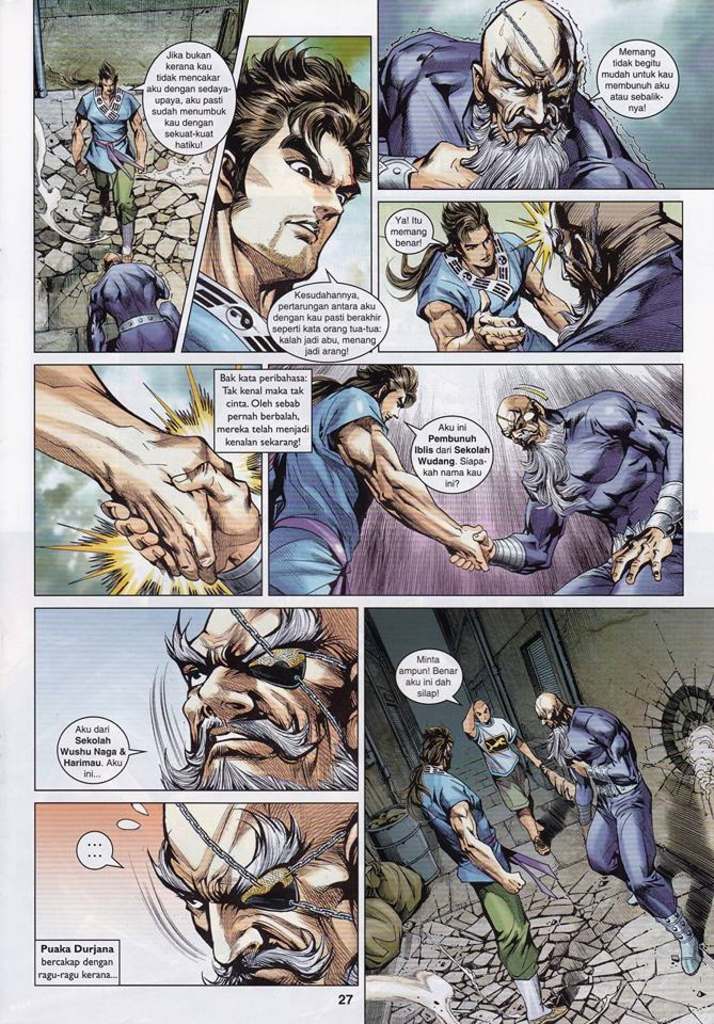 Jika bukan
kerana kau
tidak mencakar
aku dengan sedaya-
upaya, aku pasti
sudah menumbuk
kau dengan
sekuat-kuat
hatiku!
Kesudahannya,
pertarungan antara aku
dengan kau pasti berakhir
seperti kata orang tua-tua:
kalah jadi abu, menang
jadi arang!
Memang
tidak begitu
mudah untuk kau
membunuh aku
atau sebalik-
nya!
Ya! Itu
memang
benar!
Bak kata peribahasa:
Tak kenal maka tak
cinta. Oleh sebab
pernah berbalah,
mereka telah menjadi
kenalan sekarang!
Aku ini
Pembunuh
Iblis dari Sekolah
Wudang. Siapa-
kah nama kau
ini?
Aku dari
Sekolah
Wushu Naga &
Harimau. Aku
ini...
...
...
Puaka Durjana
bercakap dengan
ragu-ragu kerana...
Minta
ampun! Benar
aku ini dah
silap!
27